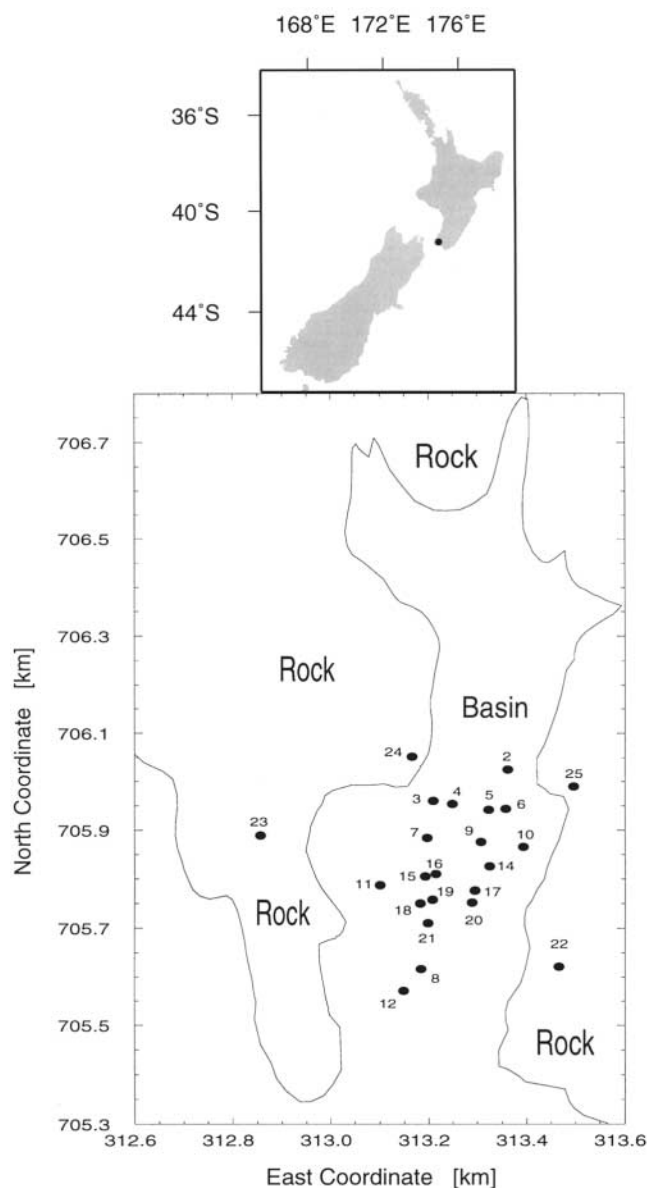 168˚E 172˚E 176˚E
36˚S
40˚S
44˚S
706.7
Rock
706.5
706.3
Rock
Basin
706.1
24
2
25
3
4
5
6
705.9
23
7
9
10
16
14
15
11
19
17
Rock
18
20
705.7
21
22
8
12
705.5
Rock
705.3
312.6 312.8 313.0 313.2 313.4 313.6
East Coordinate [km]
North Coordinate [km]